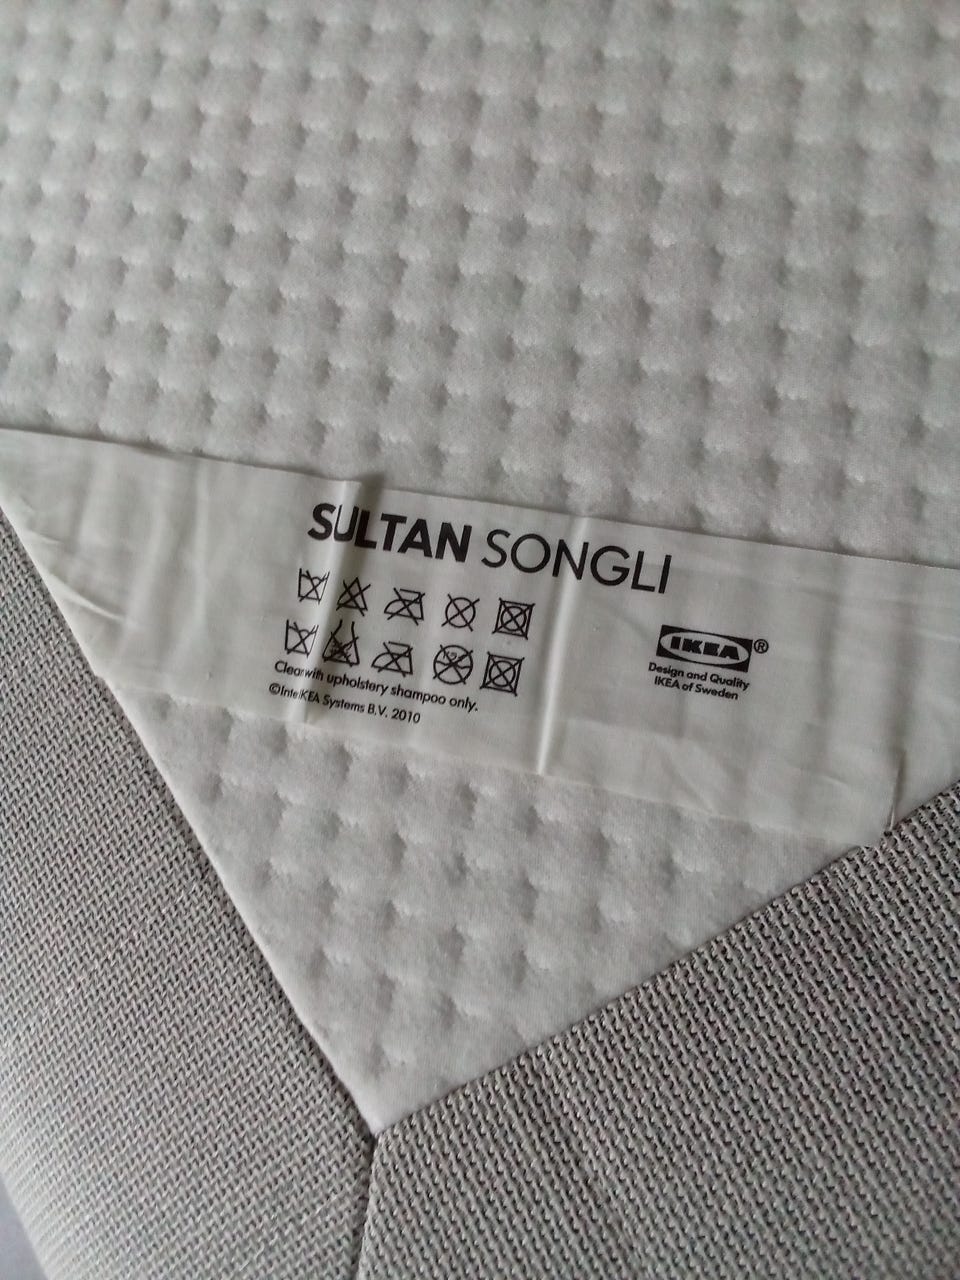 SULTAN SONGLI
Clean with upholstery shampoo only.
©Inter IKEA Systems B.V. 2010
IKEA®
Design and Quality
IKEA of Sweden